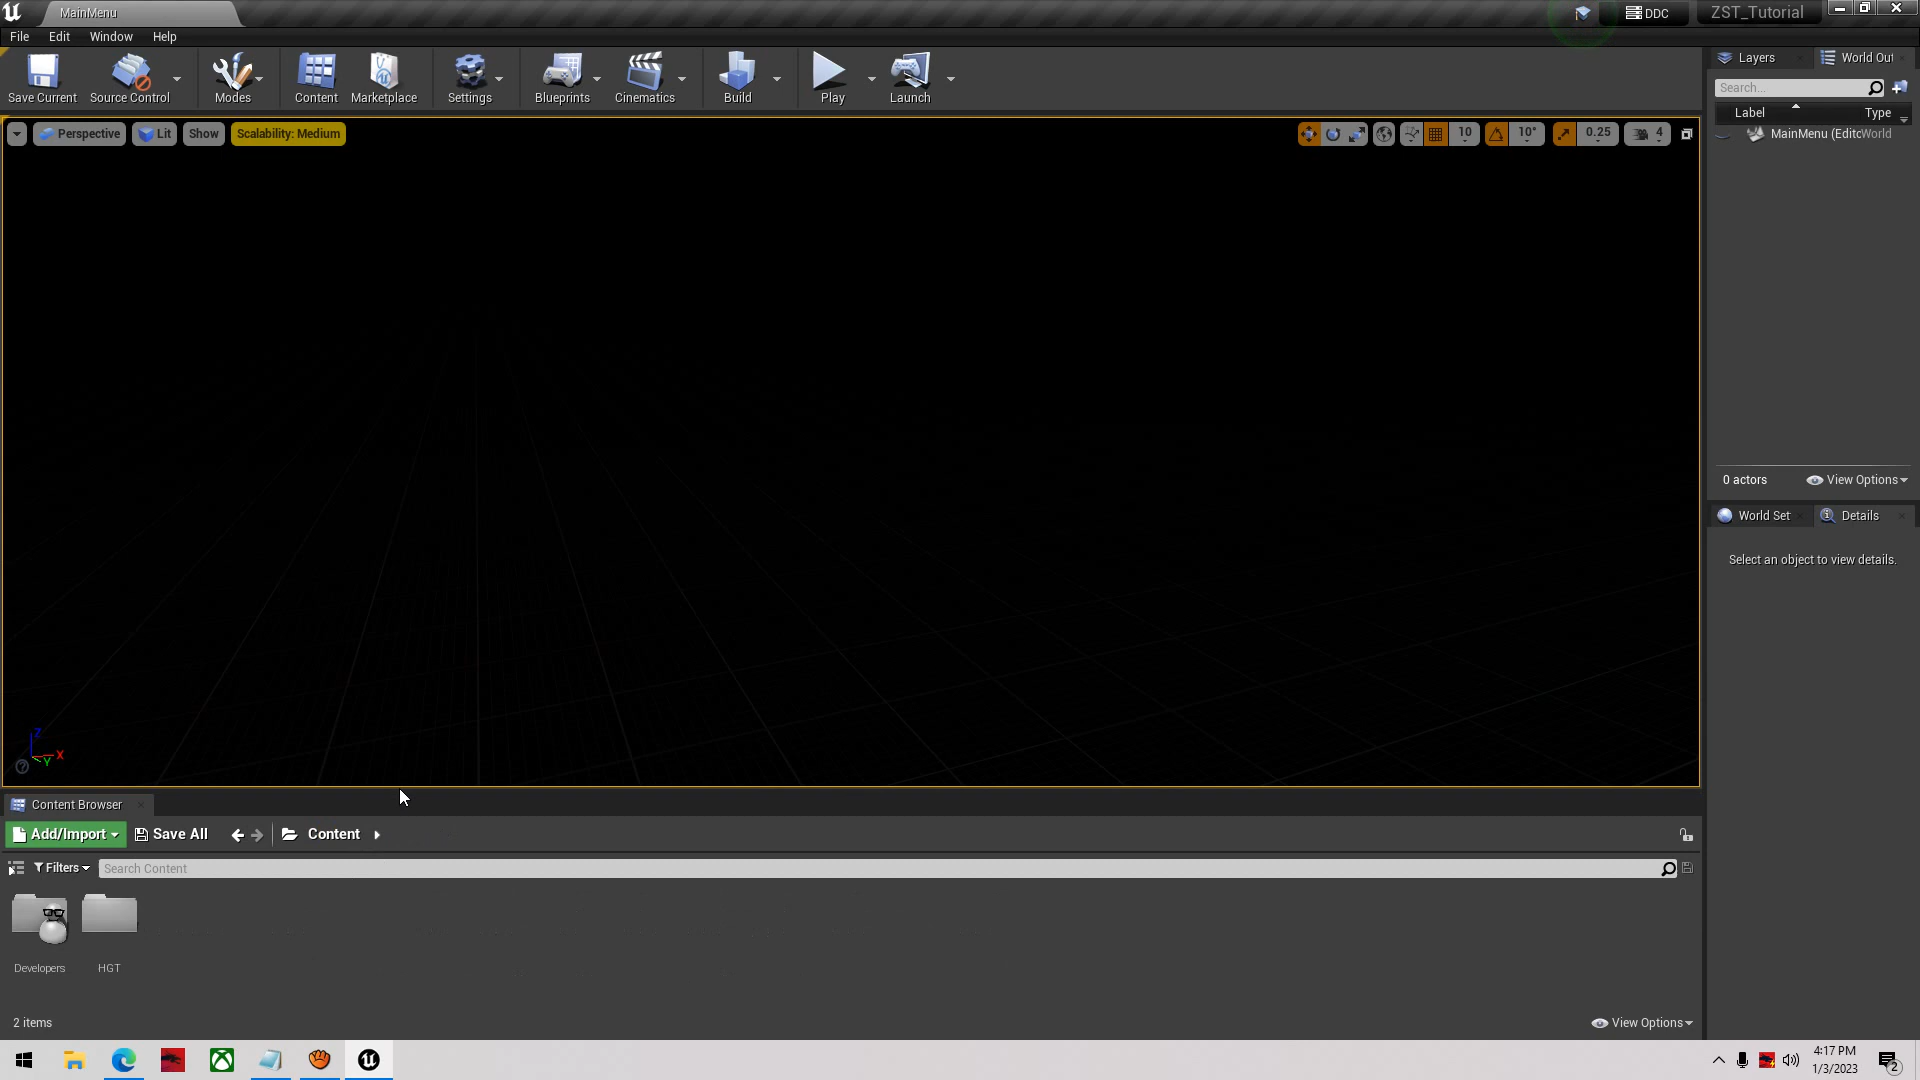 MainMenu
DDC
ZST_Tutorial
File Edit Window Help
Save Current Source Control Modes Content Marketplace Settings Blueprints Cinematics Build Play Launch
Layers World Out
Search...
Label Type
MainMenu (Editc World
Perspective Lit Show Scalability: Medium
10 10° 0.25 4
0 actors View Options
World Set Details
Select an object to view details.
Z
X
Y
Content Browser
Add/Import Save All Content
Filters Search Content
Developers HGT
2 items View Options
4:17 PM
1/3/2023
2